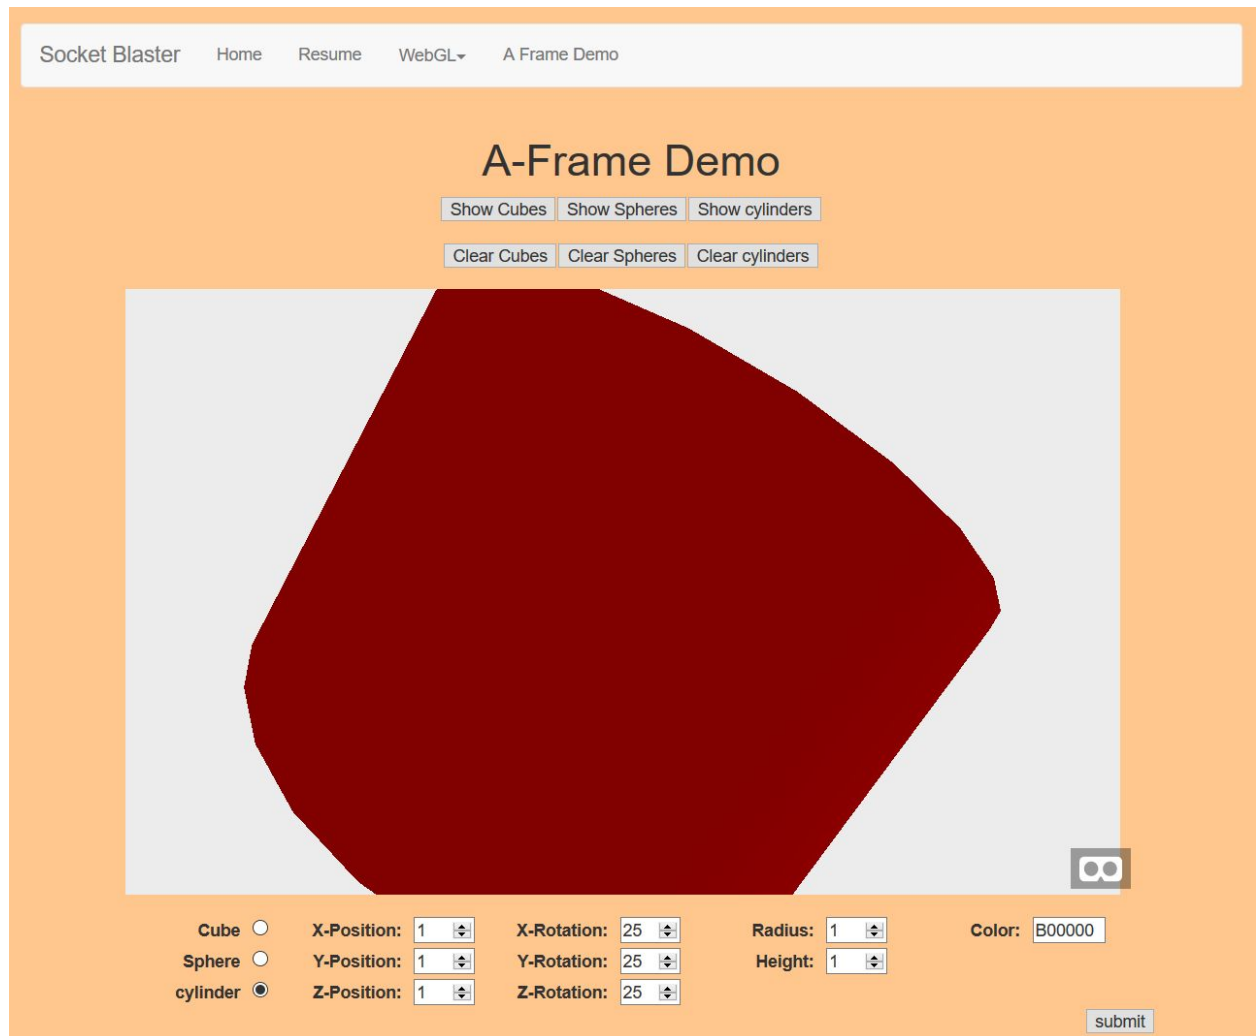 Socket Blaster Home Resume WebGL A Frame Demo
A-Frame Demo
Show Cubes Show Spheres Show cylinders
Clear Cubes Clear Spheres Clear cylinders
Cube X-Position: 1 X-Rotation: 25 Radius: 1 Color: B00000
Sphere Y-Position: 1 Y-Rotation: 25 Height: 1
cylinder Z-Position: 1 Z-Rotation: 25
submit